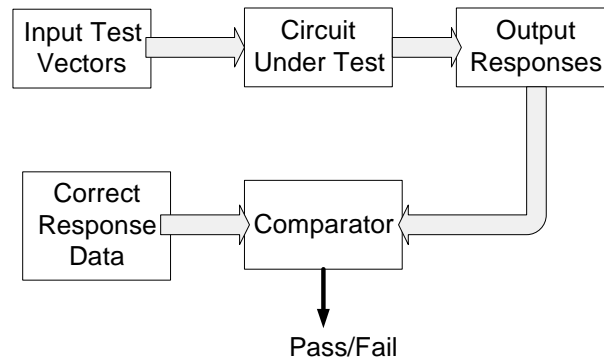 Input Test
Vectors
Circuit
Under Test
Output
Responses
Correct
Response
Data
Comparator
Pass/Fail